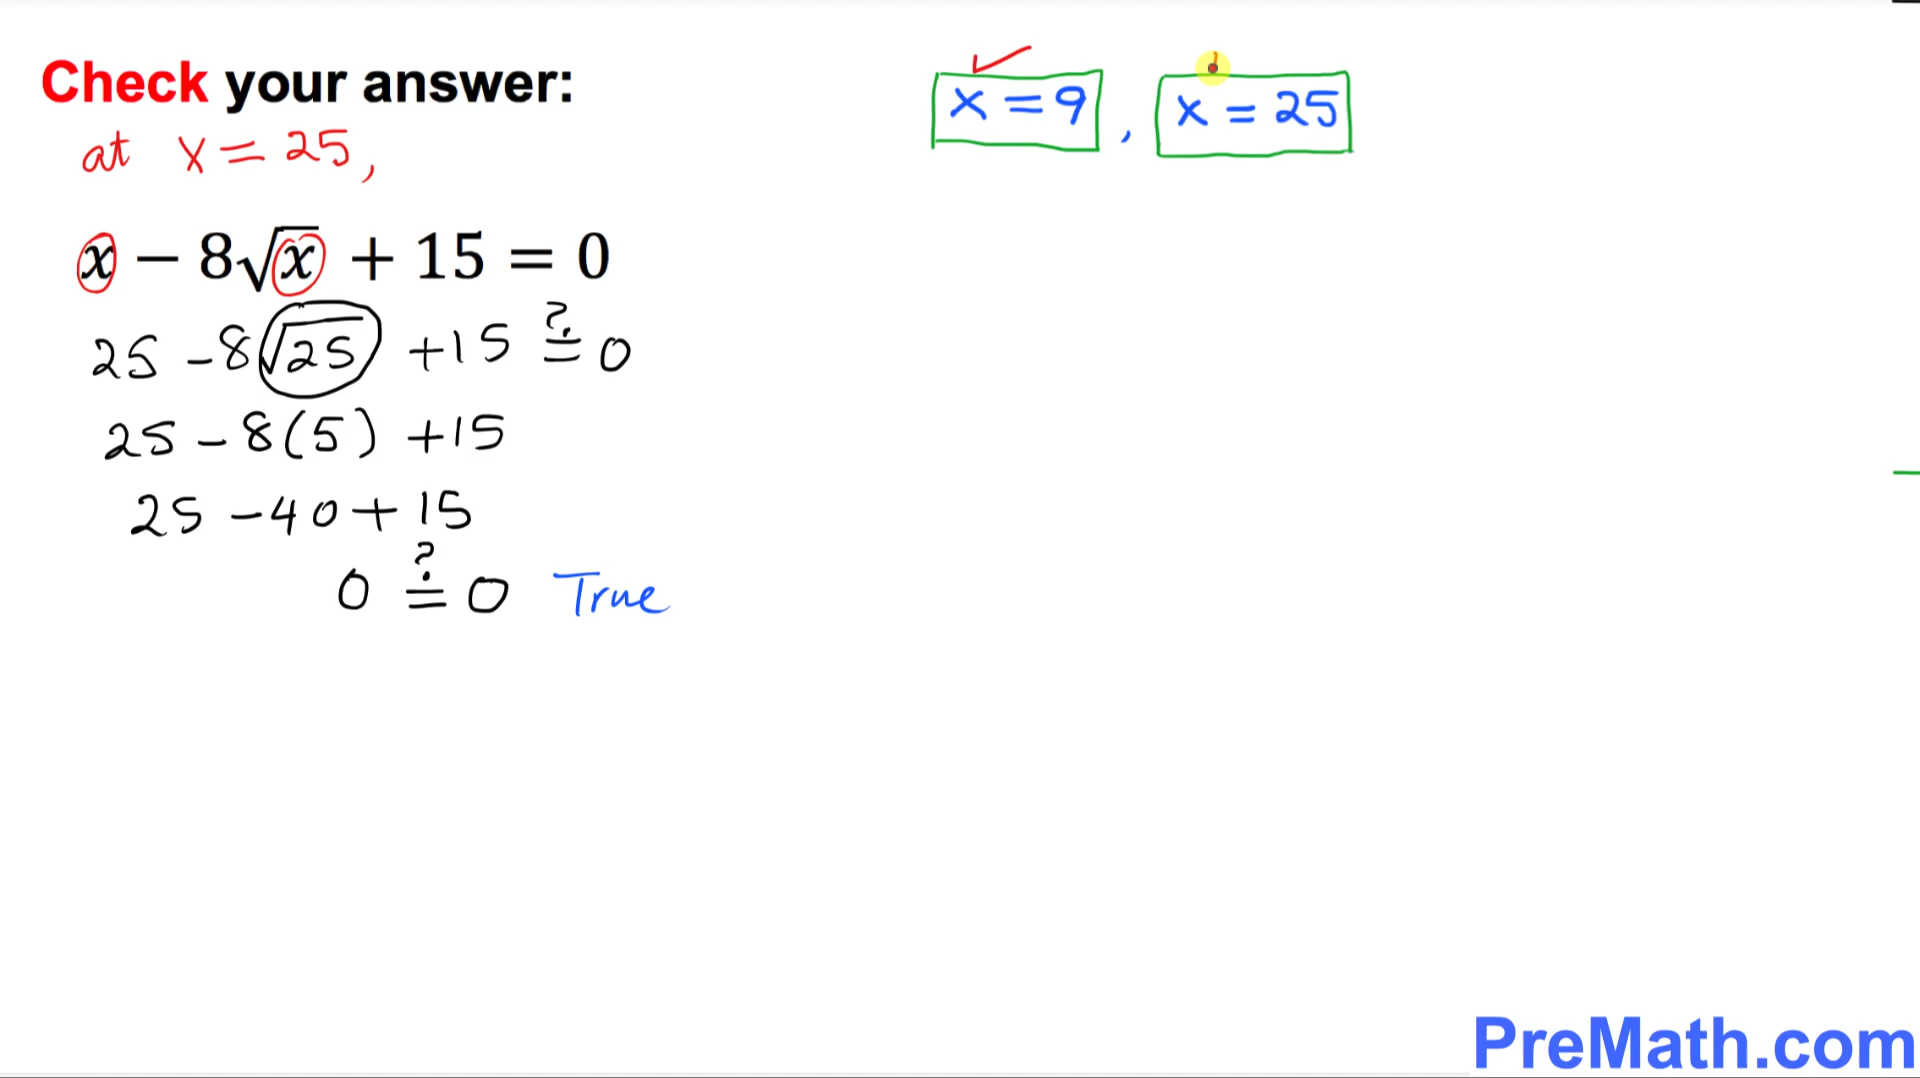 Check your answer:
x = 9 , x = 25
at x = 25,
x − 8√x + 15 = 0
25 − 8√25 + 15 ≟ 0
25 − 8(5) + 15
25 − 40 + 15
0 ≟ 0 True
PreMath.com